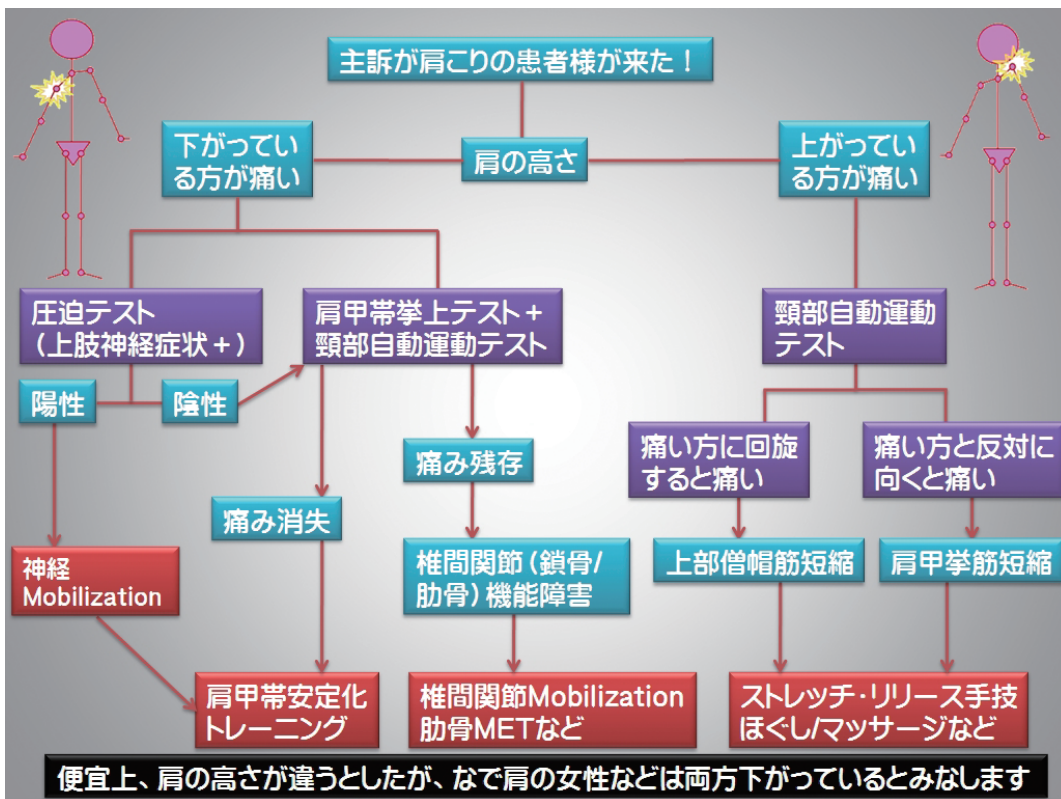 主訴が肩こりの患者様が来た！
下がってい
る方が痛い
肩の高さ
上がってい
る方が痛い
圧迫テスト
（上肢神経症状＋）
肩甲帯挙上テスト＋
頸部自動運動テスト
頸部自動運動
テスト
陽性
陰性
痛み残存
痛い方に回旋
すると痛い
痛い方と反対に
向くと痛い
痛み消失
神経
Mobilization
椎間関節（鎖骨/
肋骨）機能障害
上部僧帽筋短縮
肩甲挙筋短縮
肩甲帯安定化
トレーニング
椎間関節Mobilization
肋骨METなど
ストレッチ・リリース手技
ほぐし/マッサージなど
便宜上、肩の高さが違うとしたが、なで肩の女性などは両方下がっているとみなします